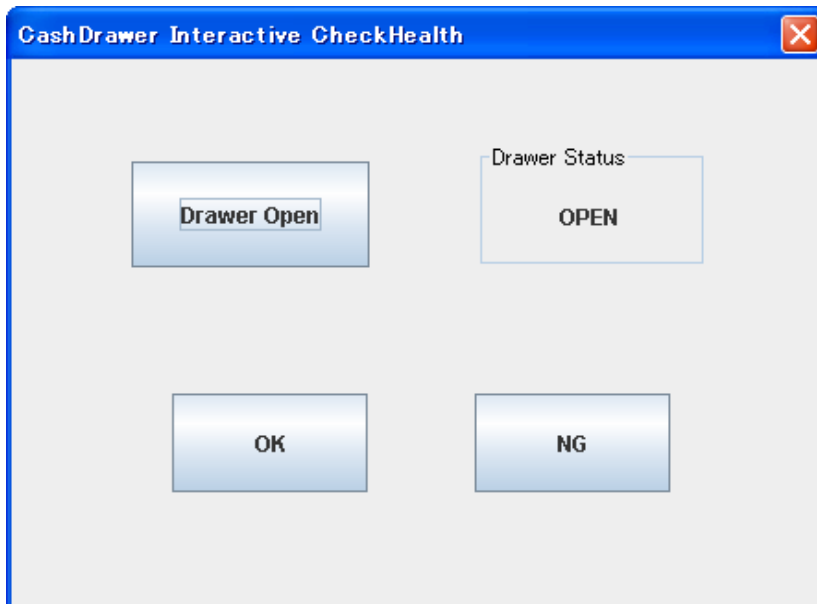 CashDrawer Interactive CheckHealth
Drawer Status
Drawer Open
OPEN
OK
NG